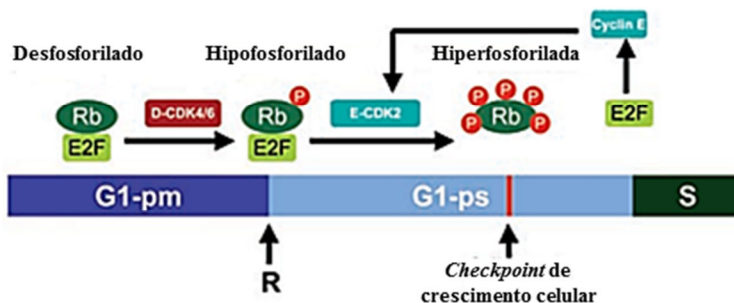 Cyclin E
Desfosforilado Hipofosforilado Hiperfosforilada
P P P P
Rb D-CDK4/6 Rb E-CDK2 P Rb P E2F
E2F E2F
G1-pm G1-ps S
R Checkpoint de
crescimento celular